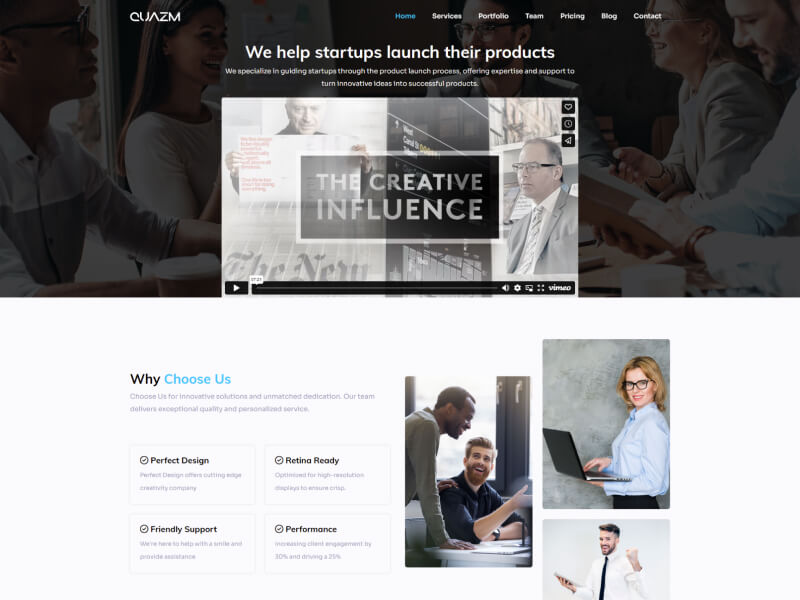 QUAZM
Home Services Portfolio Team Pricing Blog Contact
We help startups launch their products
We specialize in guiding startups through the product launch process, offering expertise and support to
turn innovative ideas into successful products.
THE CREATIVE
INFLUENCE
The New
07:23
vimeo
Why Choose Us
Choose Us for innovative solutions and unmatched dedication. Our team
delivers exceptional quality and personalized service.
Perfect Design
Perfect Design offers cutting edge
creativity company
Retina Ready
Optimized for high-resolution
displays to ensure crisp.
Friendly Support
We're here to help with a smile and
provide assistance
Performance
Increasing client engagement by
30% and driving a 25%